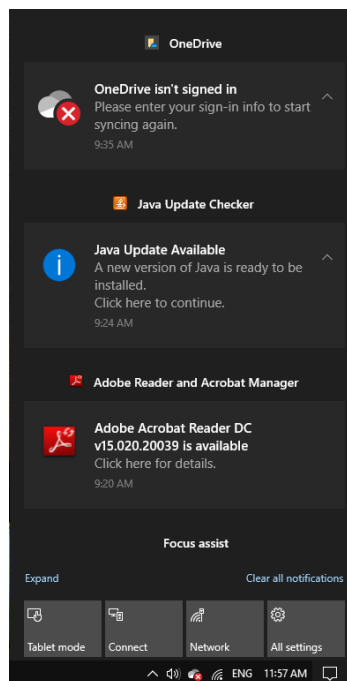 OneDrive
OneDrive isn't signed in
Please enter your sign-in info to start
syncing again.
9:35 AM
Java Update Checker
Java Update Available
A new version of Java is ready to be
installed.
Click here to continue.
9:24 AM
Adobe Reader and Acrobat Manager
Adobe Acrobat Reader DC
v15.020.20039 is available
Click here for details.
9:20 AM
Focus assist
Expand Clear all notifications
Tablet mode Connect Network All settings
ENG 11:57 AM